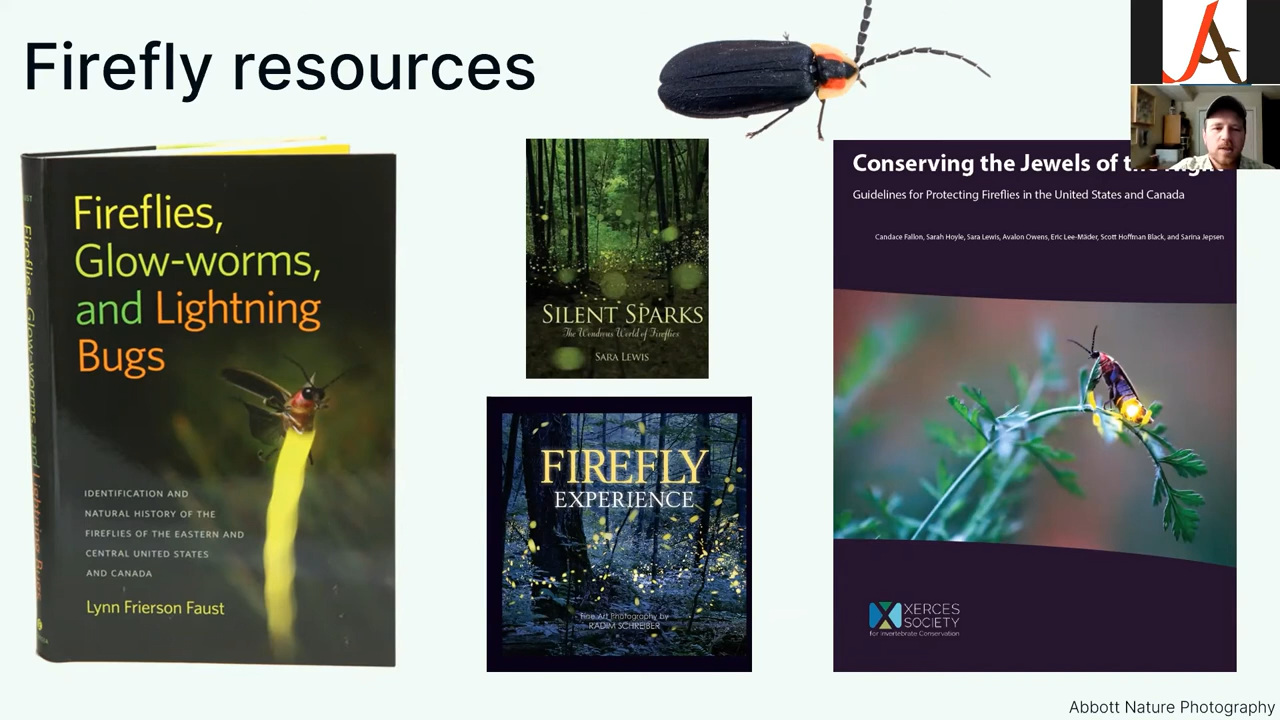 Firefly resources
Fireflies,
Glow-worms,
and Lightning
Bugs
IDENTIFICATION AND
NATURAL HISTORY OF THE
FIREFLIES OF THE EASTERN AND
CENTRAL UNITED STATES
AND CANADA
Lynn Frierson Faust
SILENT SPARKS
The Wondrous World of Fireflies
SARA LEWIS
FIREFLY
EXPERIENCE
Fine Art Photography by
RADIM SCHREIBER
Conserving the Jewels of
Guidelines for Protecting Fireflies in the United States and Canada
Candace Fallon, Sarah Hoyle, Sara Lewis, Avalon Owens, Eric Lee-Mäder, Scott Hoffman Black, and Sarina Jepsen
XERCES
SOCIETY
for Invertebrate Conservation
Abbott Nature Photography